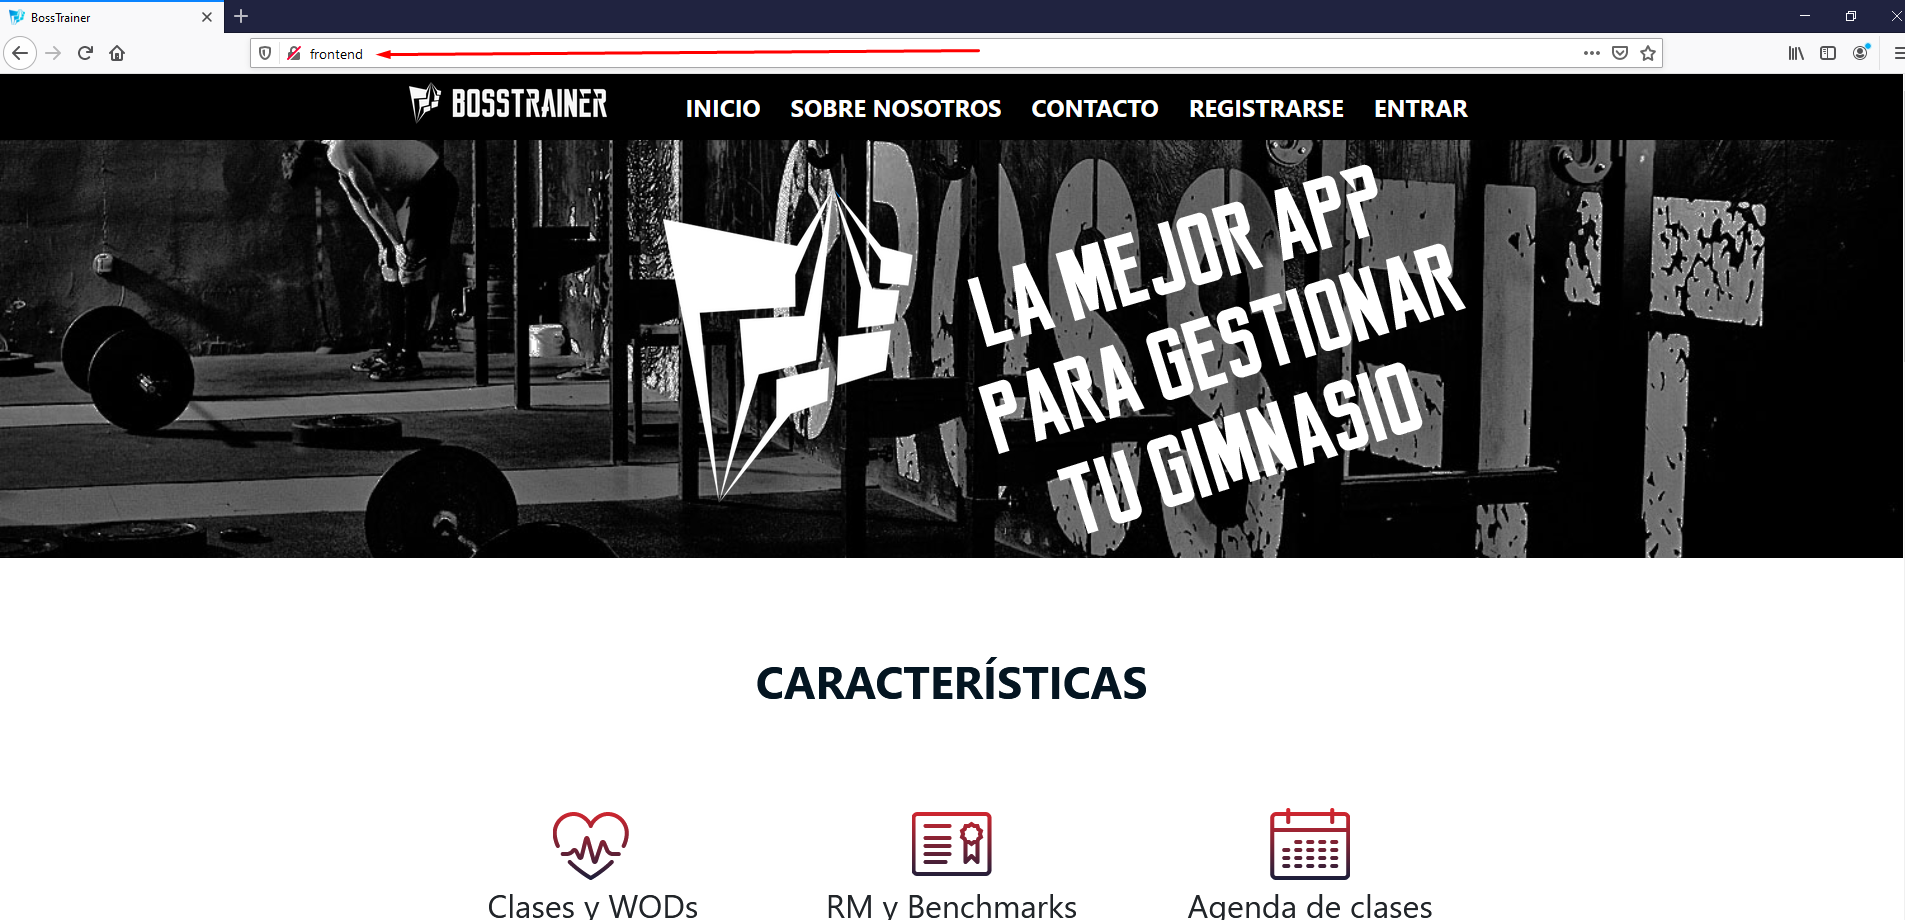 BossTrainer
frontend
BOSSTRAINER
INICIO SOBRE NOSOTROS CONTACTO REGISTRARSE ENTRAR
LA MEJOR APP
PARA GESTIONAR
TU GIMNASIO
CARACTERÍSTICAS
Clases y WODs RM y Benchmarks Agenda de clases